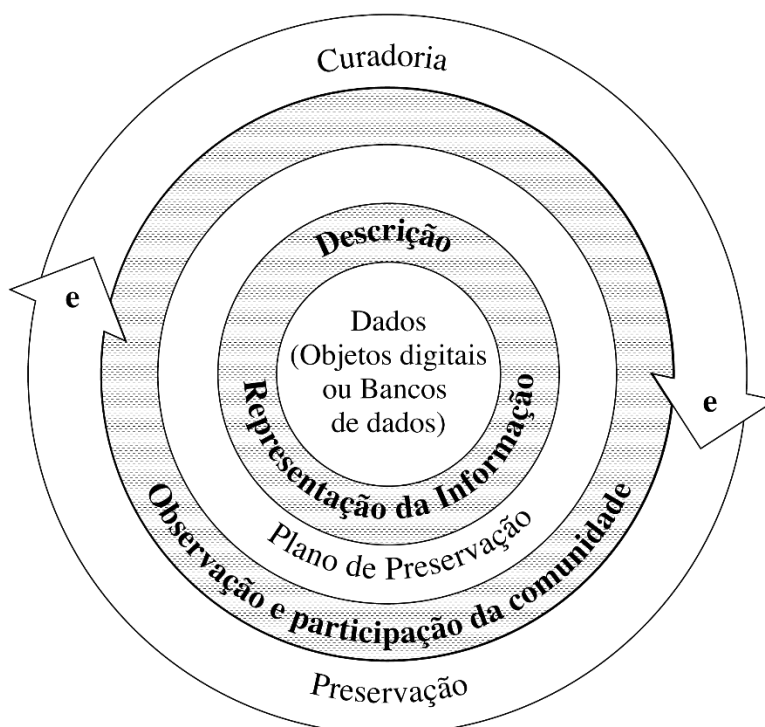 Curadoria
Descrição
e
Dados
(Objetos digitais
ou Bancos
de dados)
e
Representação da Informação
Plano de Preservação
Observação e participação da comunidade
Preservação